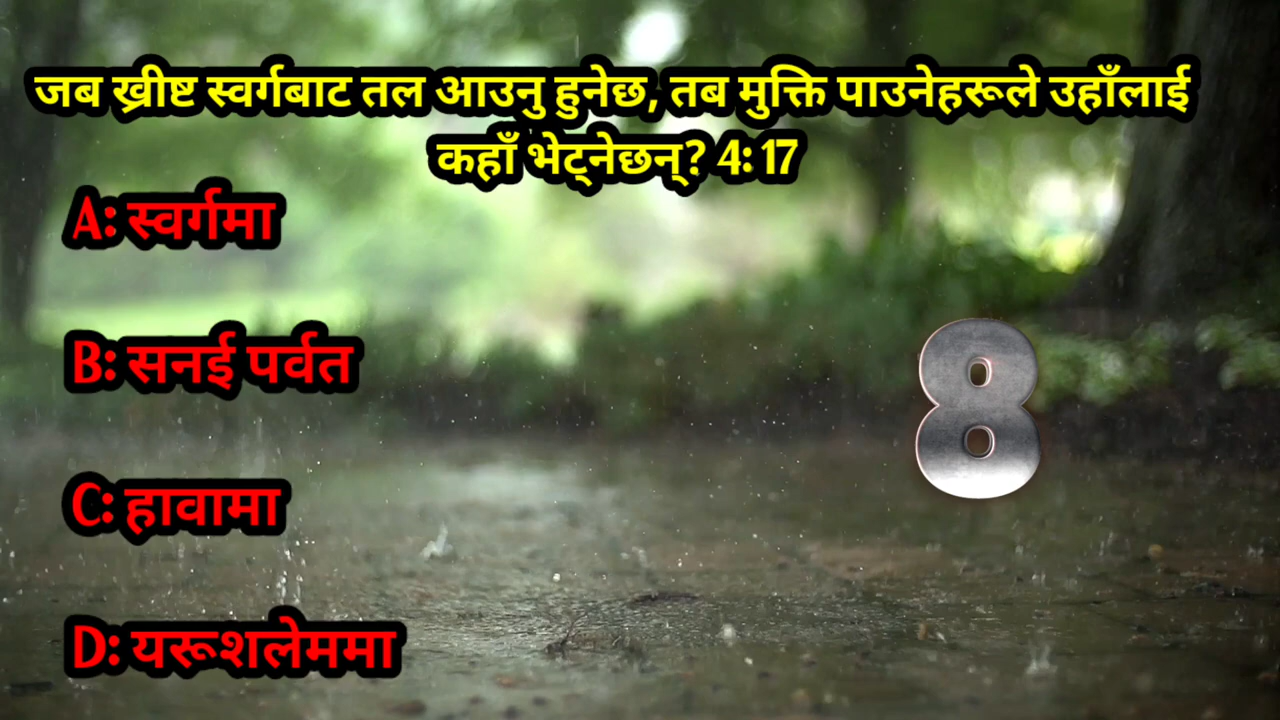 जब ख्रीष्ट स्वर्गबाट तल आउनु हुनेछ, तब मुक्ति पाउनेहरूले उहाँलाई
कहाँ भेट्नेछन्? 4:17
A: स्वर्गमा
B: सनई पर्वत
8
C: हावामा
D: यरूशलेममा